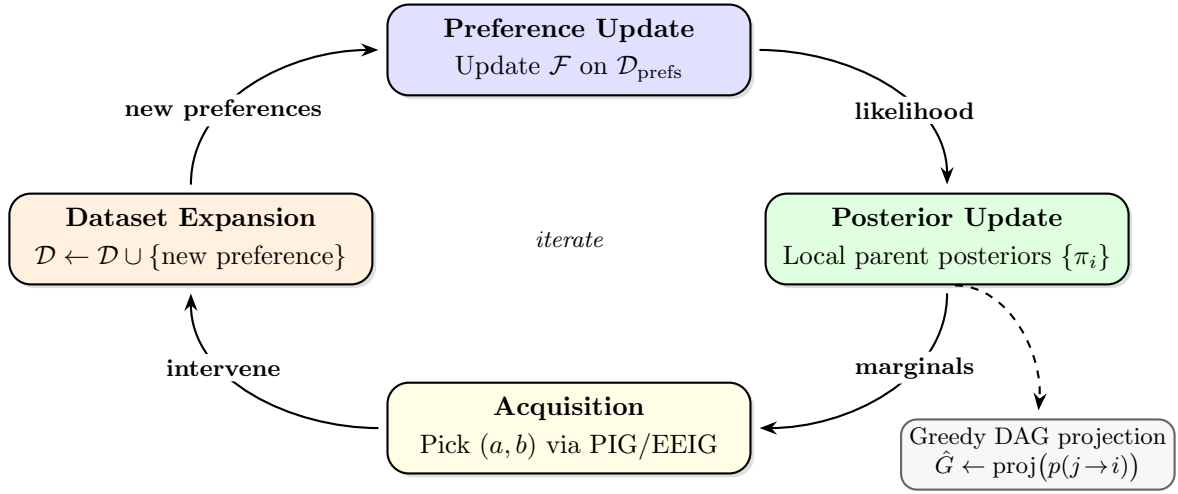 Preference Update
Update ℱ on 𝒟_prefs
new preferences
likelihood
Dataset Expansion
𝒟 ← 𝒟 ∪ {new preference}
iterate
Posterior Update
Local parent posteriors {π_i}
intervene
marginals
Acquisition
Pick (a, b) via PIG/EEIG
Greedy DAG projection
Ĝ ← proj(p(j→i))